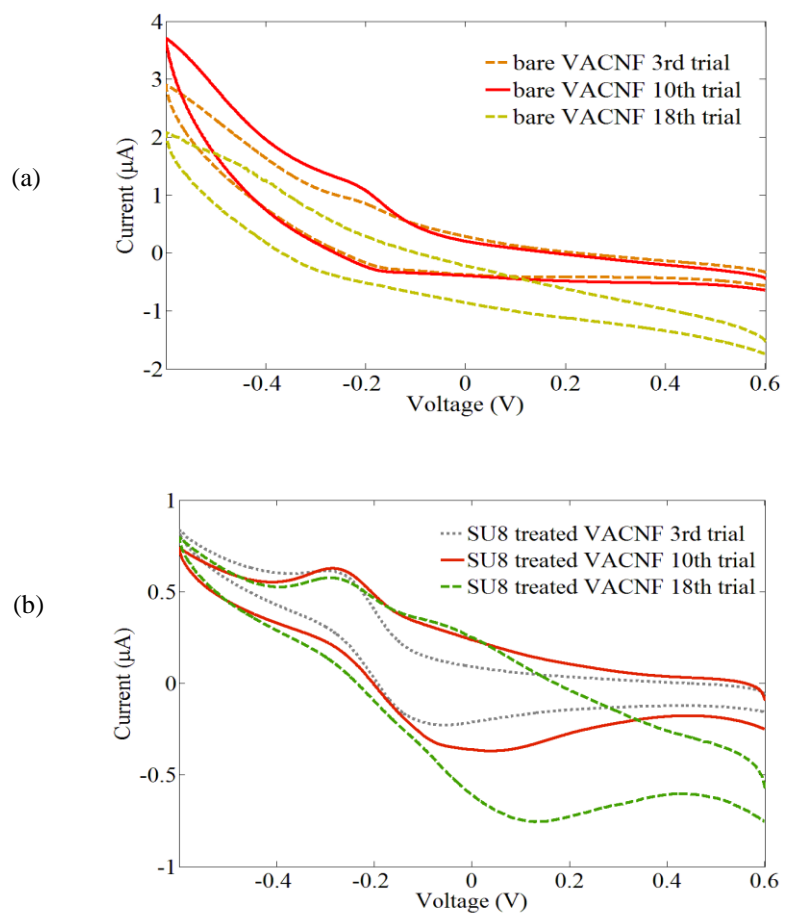 (a)
4
3
2
1
0
-1
-2
Current (µA)
bare VACNF 3rd trial
bare VACNF 10th trial
bare VACNF 18th trial
-0.4
-0.2
0
0.2
0.4
0.6
Voltage (V)
(b)
1
0.5
0
-0.5
-1
Current (µA)
SU8 treated VACNF 3rd trial
SU8 treated VACNF 10th trial
SU8 treated VACNF 18th trial
-0.4
-0.2
0
0.2
0.4
0.6
Voltage (V)